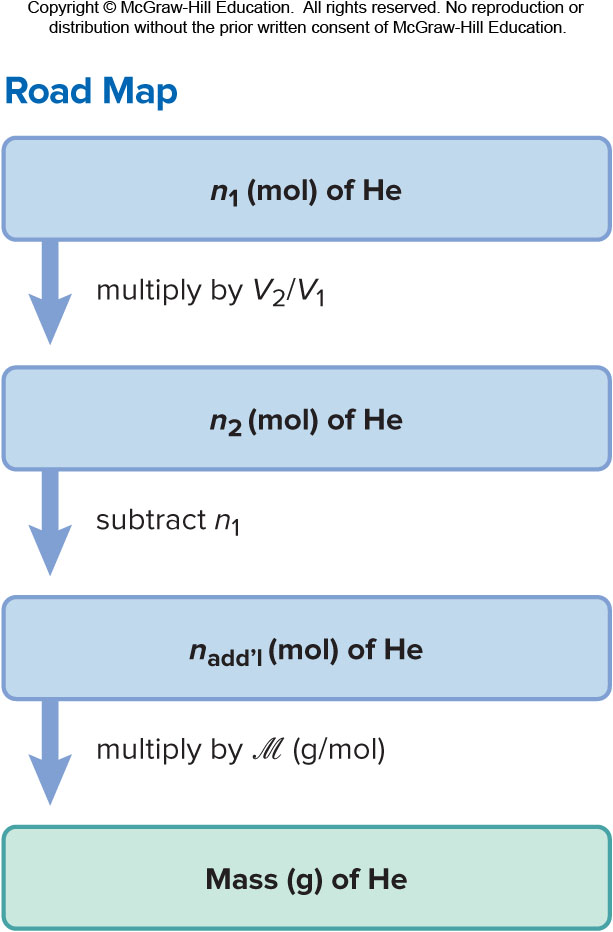 Copyright © McGraw-Hill Education.  All rights reserved. No reproduction or
distribution without the prior written consent of McGraw-Hill Education.
Road Map
n₁ (mol) of He
multiply by V₂/V₁
n₂ (mol) of He
subtract n₁
nadd’l (mol) of He
multiply by ℳ (g/mol)
Mass (g) of He